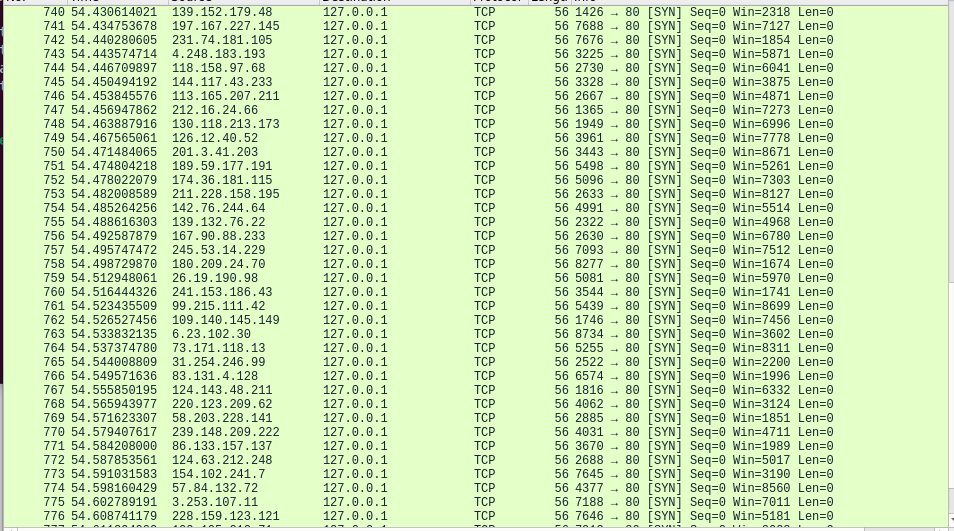 740 54.430614021 139.152.179.48 127.0.0.1 TCP 56 1426 → 80 [SYN] Seq=0 Win=2318 Len=0
741 54.434753678 197.167.227.145 127.0.0.1 TCP 56 7688 → 80 [SYN] Seq=0 Win=7127 Len=0
742 54.440280605 231.74.181.105 127.0.0.1 TCP 56 7676 → 80 [SYN] Seq=0 Win=1854 Len=0
743 54.443574714 4.248.183.193 127.0.0.1 TCP 56 3225 → 80 [SYN] Seq=0 Win=5871 Len=0
744 54.446709897 118.158.97.68 127.0.0.1 TCP 56 2730 → 80 [SYN] Seq=0 Win=6041 Len=0
745 54.450494192 144.117.43.233 127.0.0.1 TCP 56 3328 → 80 [SYN] Seq=0 Win=3875 Len=0
746 54.453845576 113.165.207.211 127.0.0.1 TCP 56 2667 → 80 [SYN] Seq=0 Win=4871 Len=0
747 54.456947862 212.16.24.66 127.0.0.1 TCP 56 1365 → 80 [SYN] Seq=0 Win=7273 Len=0
748 54.463887916 130.118.213.173 127.0.0.1 TCP 56 1949 → 80 [SYN] Seq=0 Win=6996 Len=0
749 54.467565061 126.12.40.52 127.0.0.1 TCP 56 3961 → 80 [SYN] Seq=0 Win=7778 Len=0
750 54.471484065 201.3.41.203 127.0.0.1 TCP 56 3443 → 80 [SYN] Seq=0 Win=8671 Len=0
751 54.474804218 189.59.177.191 127.0.0.1 TCP 56 5498 → 80 [SYN] Seq=0 Win=5261 Len=0
752 54.478022079 174.36.181.115 127.0.0.1 TCP 56 5096 → 80 [SYN] Seq=0 Win=7303 Len=0
753 54.482008589 211.228.158.195 127.0.0.1 TCP 56 2633 → 80 [SYN] Seq=0 Win=8127 Len=0
754 54.485264256 142.76.244.64 127.0.0.1 TCP 56 4991 → 80 [SYN] Seq=0 Win=5514 Len=0
755 54.488616303 139.132.76.22 127.0.0.1 TCP 56 2322 → 80 [SYN] Seq=0 Win=4968 Len=0
756 54.492587879 167.90.88.233 127.0.0.1 TCP 56 2630 → 80 [SYN] Seq=0 Win=6780 Len=0
757 54.495747472 245.53.14.229 127.0.0.1 TCP 56 7093 → 80 [SYN] Seq=0 Win=7512 Len=0
758 54.498729870 180.209.24.70 127.0.0.1 TCP 56 8277 → 80 [SYN] Seq=0 Win=1674 Len=0
759 54.512948061 26.19.190.98 127.0.0.1 TCP 56 5081 → 80 [SYN] Seq=0 Win=5970 Len=0
760 54.516444326 241.153.186.43 127.0.0.1 TCP 56 3544 → 80 [SYN] Seq=0 Win=1741 Len=0
761 54.523435509 99.215.111.42 127.0.0.1 TCP 56 5439 → 80 [SYN] Seq=0 Win=8699 Len=0
762 54.526527456 109.140.145.149 127.0.0.1 TCP 56 1746 → 80 [SYN] Seq=0 Win=7456 Len=0
763 54.533832135 6.23.102.30 127.0.0.1 TCP 56 8734 → 80 [SYN] Seq=0 Win=3602 Len=0
764 54.537374780 73.171.118.13 127.0.0.1 TCP 56 5255 → 80 [SYN] Seq=0 Win=8311 Len=0
765 54.544008809 31.254.246.99 127.0.0.1 TCP 56 2522 → 80 [SYN] Seq=0 Win=2200 Len=0
766 54.549571636 83.131.4.128 127.0.0.1 TCP 56 6574 → 80 [SYN] Seq=0 Win=1996 Len=0
767 54.555850195 124.143.48.211 127.0.0.1 TCP 56 1816 → 80 [SYN] Seq=0 Win=6332 Len=0
768 54.565943977 220.123.209.62 127.0.0.1 TCP 56 4062 → 80 [SYN] Seq=0 Win=3124 Len=0
769 54.571623307 58.203.228.141 127.0.0.1 TCP 56 2885 → 80 [SYN] Seq=0 Win=1851 Len=0
770 54.579407617 239.148.209.222 127.0.0.1 TCP 56 4031 → 80 [SYN] Seq=0 Win=4711 Len=0
771 54.584208000 86.133.157.137 127.0.0.1 TCP 56 3670 → 80 [SYN] Seq=0 Win=1989 Len=0
772 54.587853561 124.63.212.248 127.0.0.1 TCP 56 2688 → 80 [SYN] Seq=0 Win=5017 Len=0
773 54.591031583 154.102.241.7 127.0.0.1 TCP 56 7645 → 80 [SYN] Seq=0 Win=3190 Len=0
774 54.598160429 57.84.132.72 127.0.0.1 TCP 56 4377 → 80 [SYN] Seq=0 Win=8560 Len=0
775 54.602789191 3.253.107.11 127.0.0.1 TCP 56 7188 → 80 [SYN] Seq=0 Win=7011 Len=0
776 54.608741179 228.159.123.121 127.0.0.1 TCP 56 7646 → 80 [SYN] Seq=0 Win=5181 Len=0